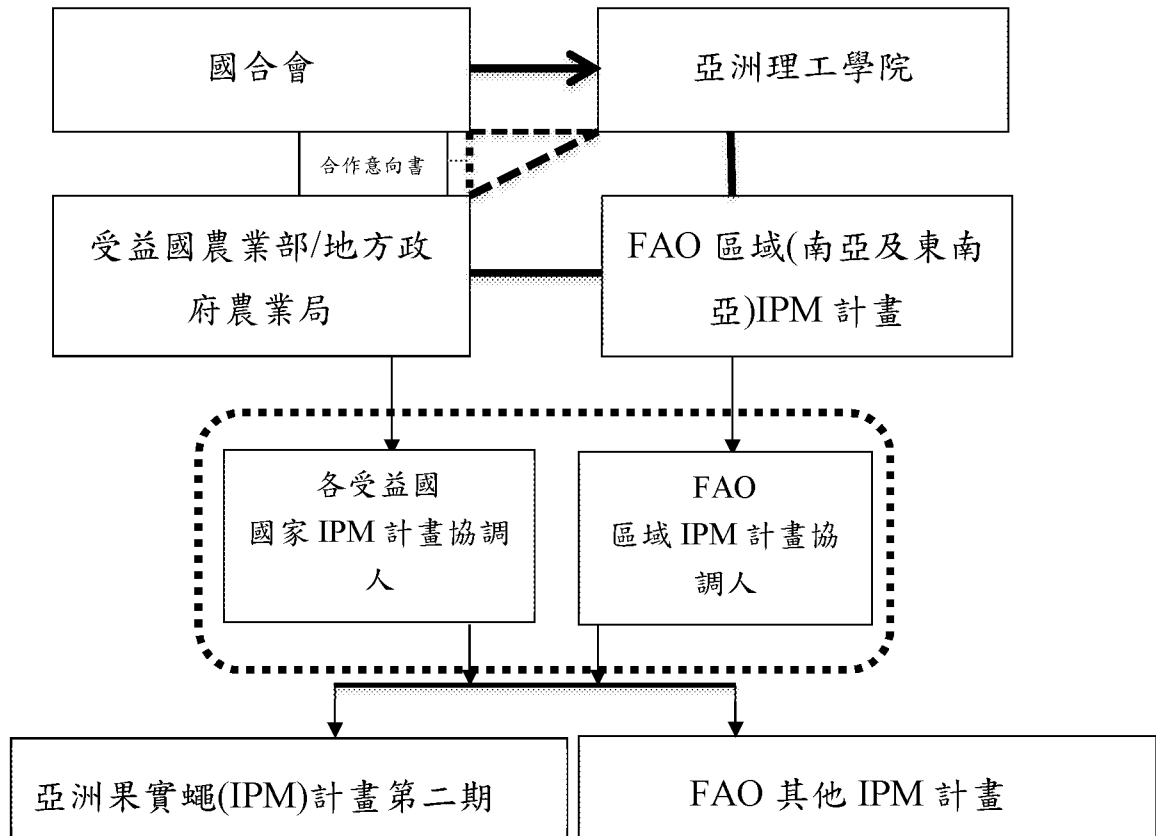 國合會
亞洲理工學院
合作意向書
受益國農業部/地方政
府農業局
FAO 區域(南亞及東南
亞)IPM 計畫
各受益國
國家 IPM 計畫協調
人
FAO
區域 IPM 計畫協
調人
亞洲果實蠅(IPM)計畫第二期
FAO 其他 IPM 計畫